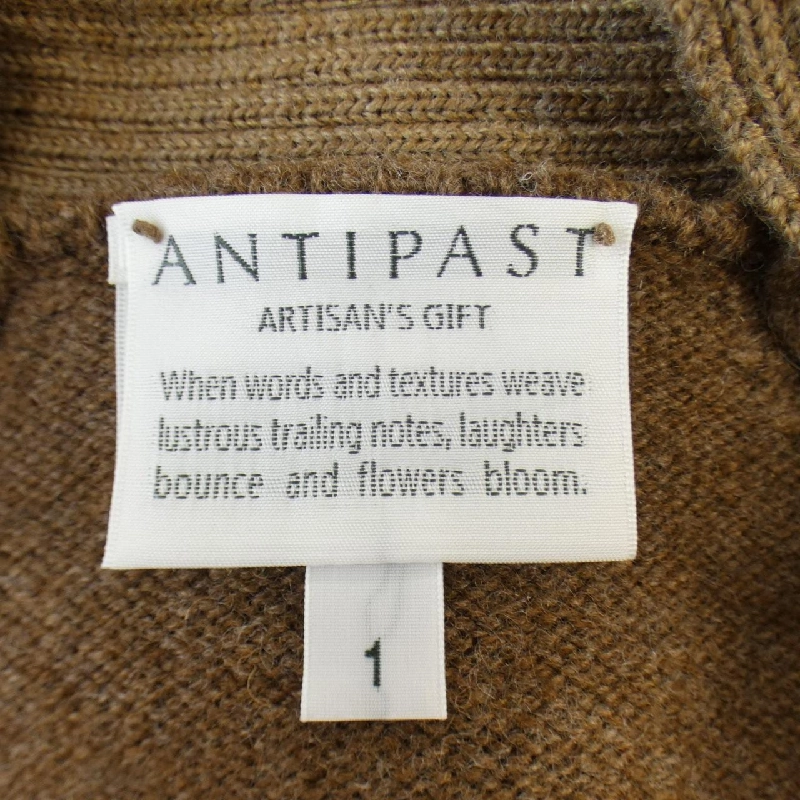 ANTIPAST
ARTISAN'S GIFT
When words and textures weave
lustrous trailing notes, laughters
bounce and flowers bloom.
1